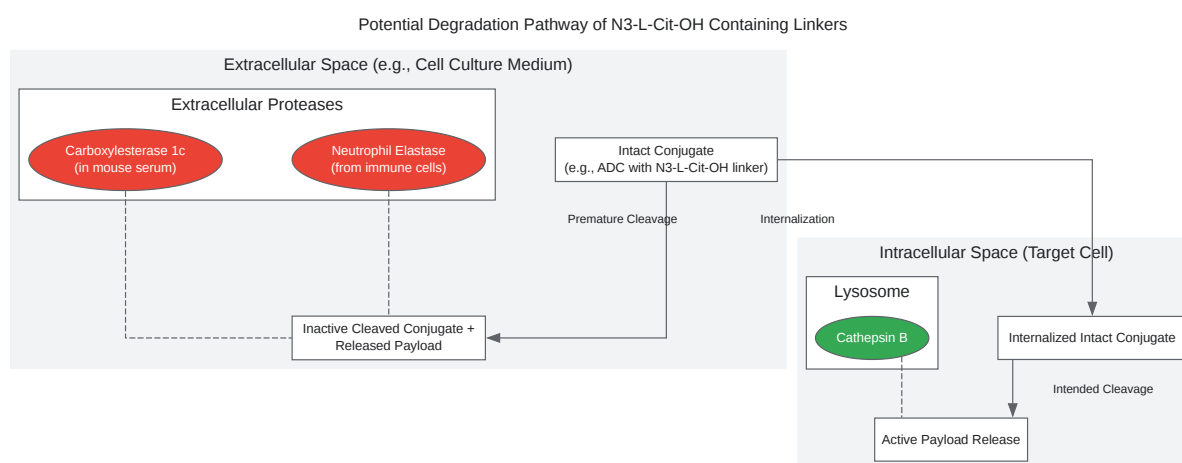 Potential Degradation Pathway of N3-L-Cit-OH Containing Linkers
Extracellular Space (e.g., Cell Culture Medium)
Extracellular Proteases
Carboxylesterase 1c
(in mouse serum)
Neutrophil Elastase
(from immune cells)
Intact Conjugate
(e.g., ADC with N3-L-Cit-OH linker)
Premature Cleavage
Internalization
Inactive Cleaved Conjugate +
Released Payload
Intracellular Space (Target Cell)
Lysosome
Cathepsin B
Internalized Intact Conjugate
Intended Cleavage
Active Payload Release